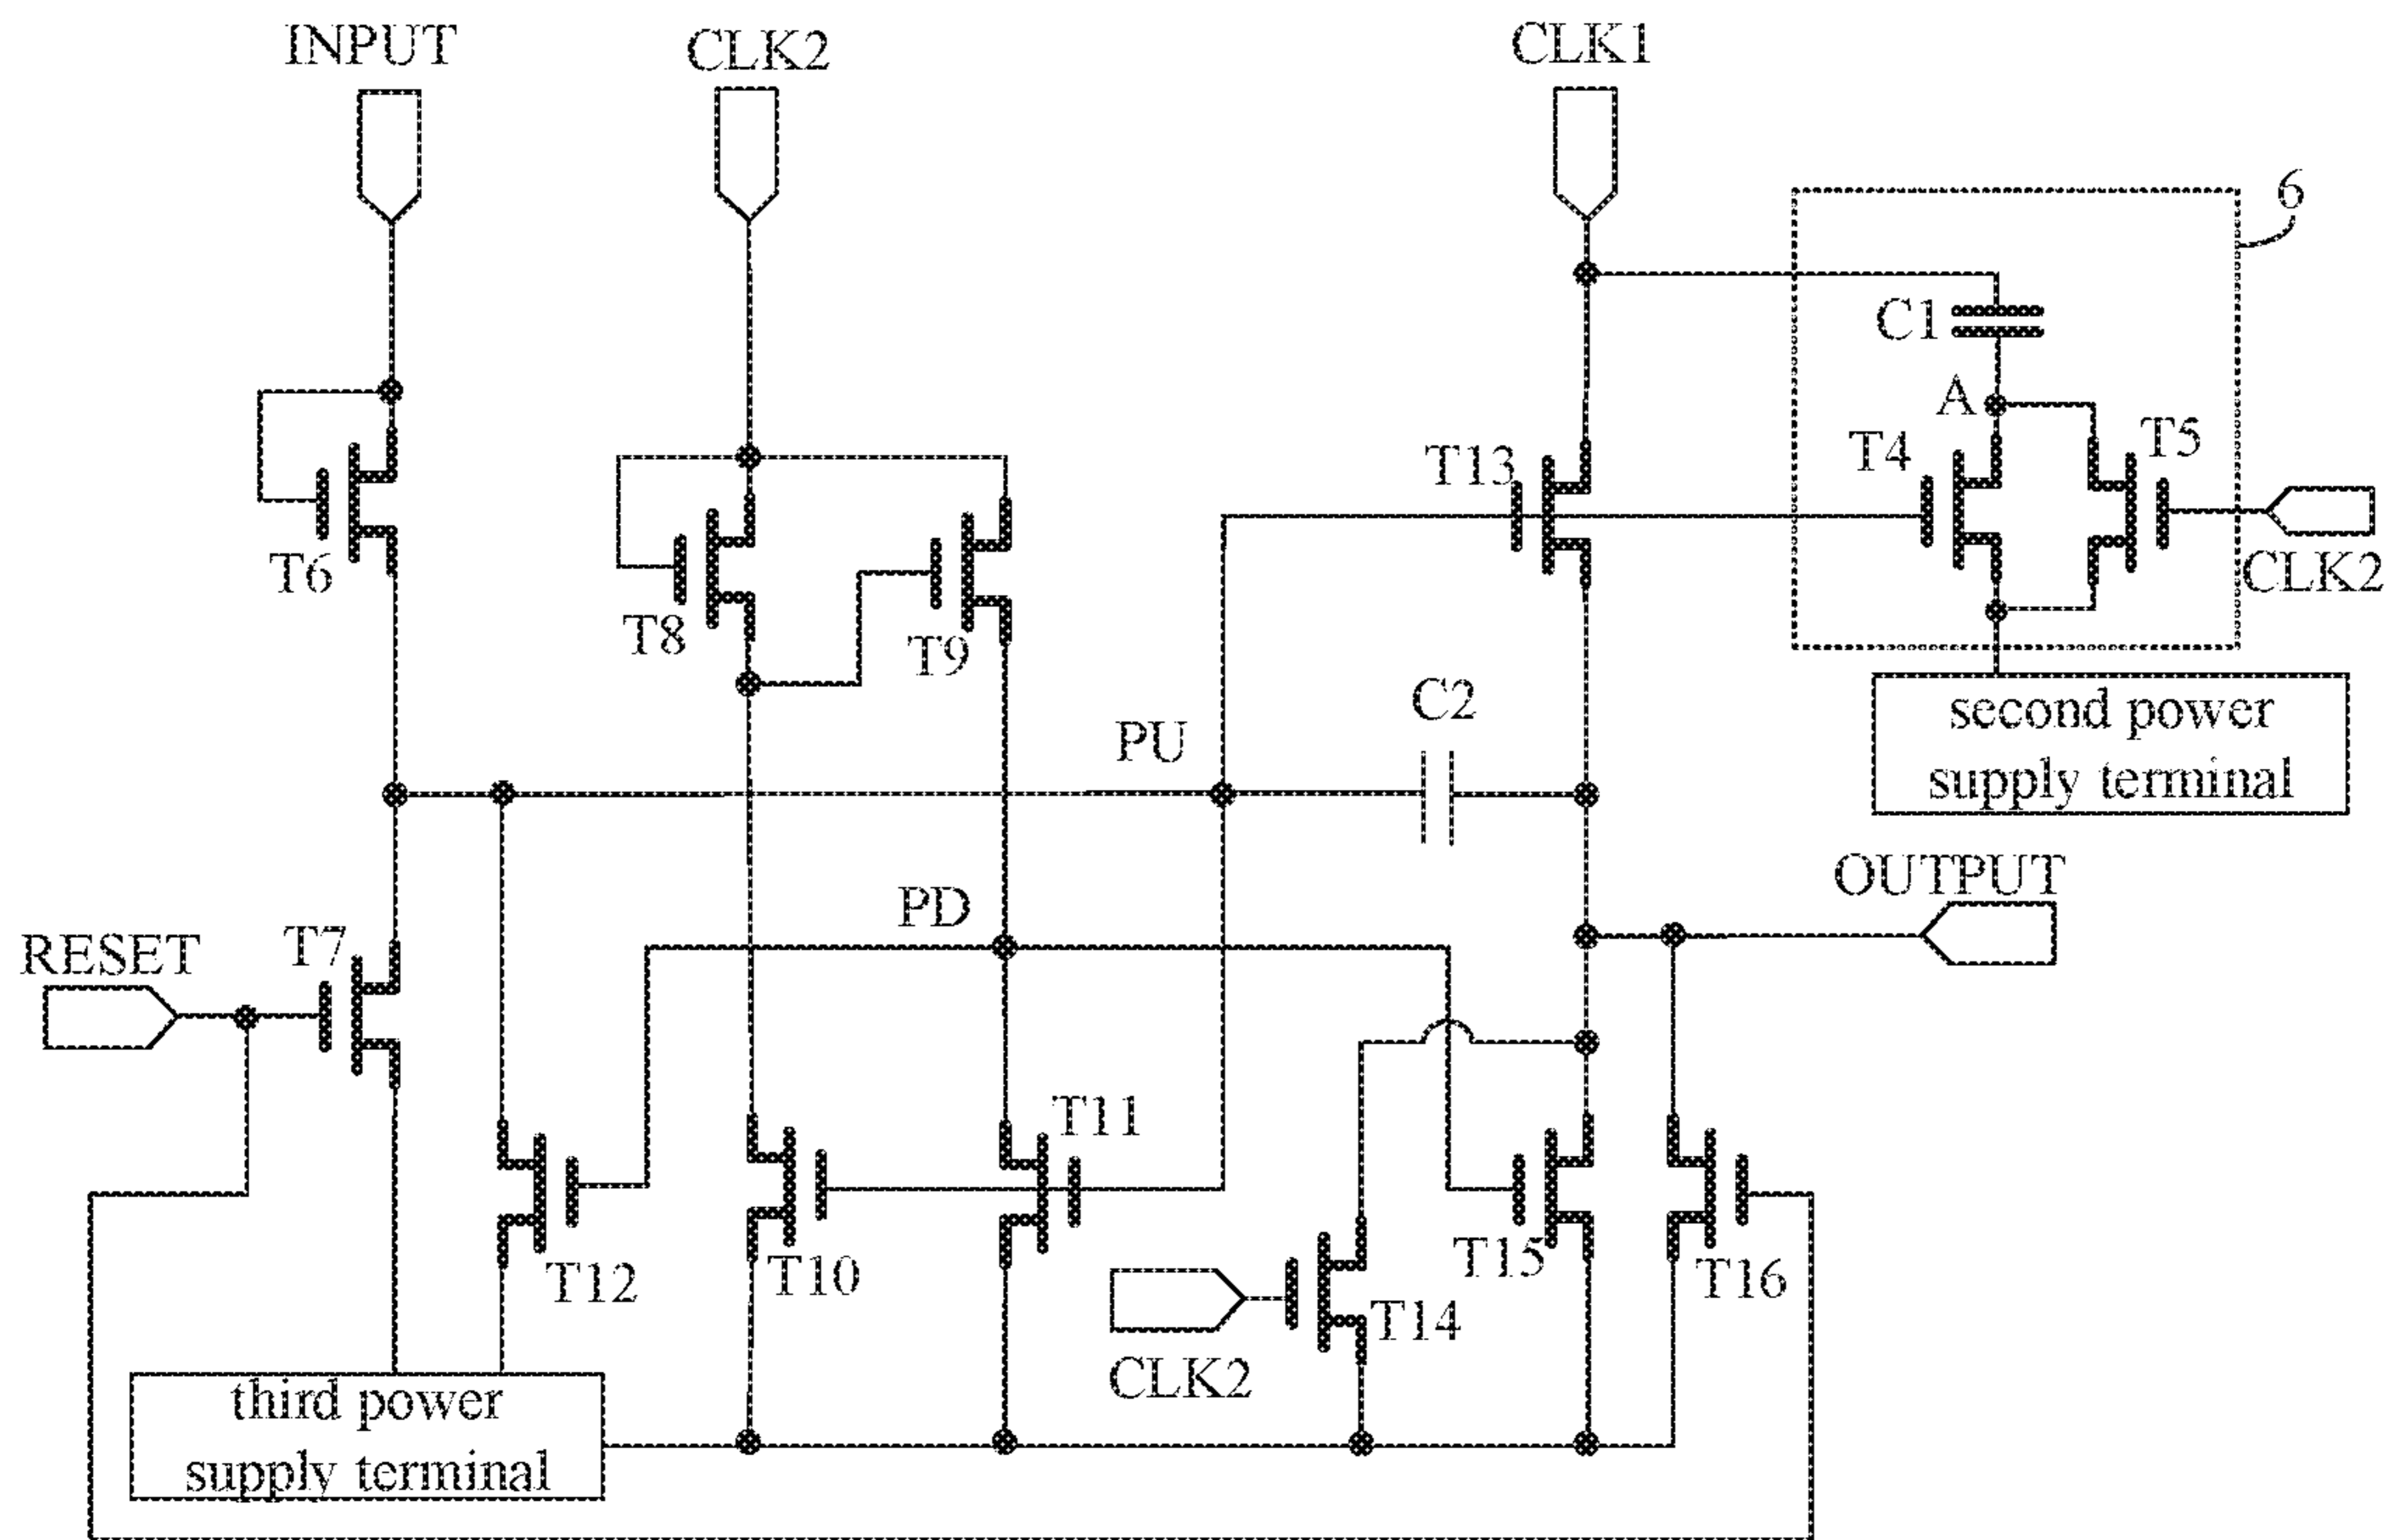 INPUT
CLK2
CLK1
6
C1
A
T4
T5
T13
CLK2
T6
T8
T9
second power
supply terminal
C2
PU
OUTPUT
PD
T7
RESET
T11
T12
T10
T15
T16
T14
CLK2
third power
supply terminal